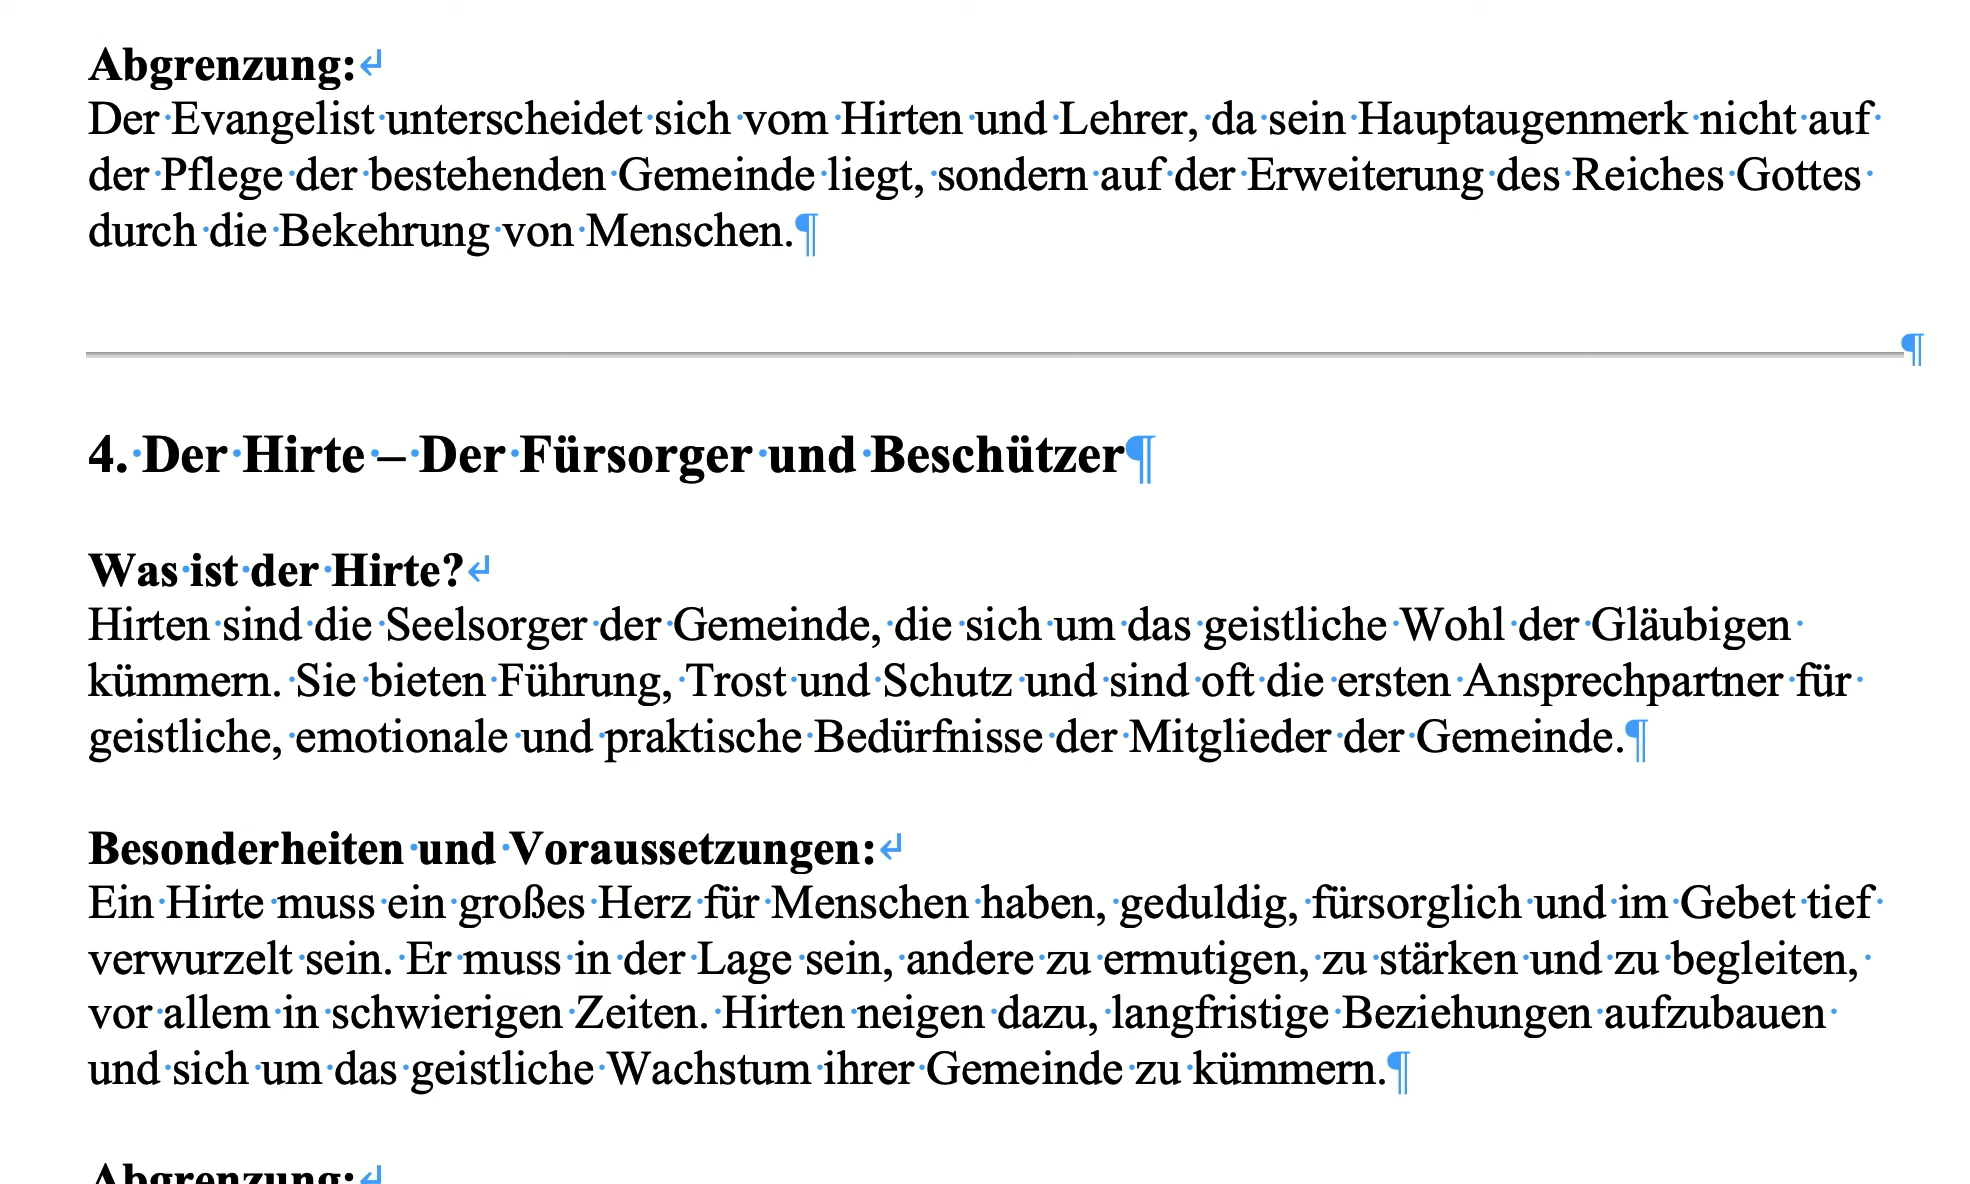 Abgrenzung:
Der Evangelist unterscheidet sich vom Hirten und Lehrer, da sein Hauptaugenmerk nicht auf
der Pflege der bestehenden Gemeinde liegt, sondern auf der Erweiterung des Reiches Gottes
durch die Bekehrung von Menschen.¶
¶
4. Der Hirte – Der Fürsorger und Beschützer¶
Was ist der Hirte?
Hirten sind die Seelsorger der Gemeinde, die sich um das geistliche Wohl der Gläubigen
kümmern. Sie bieten Führung, Trost und Schutz und sind oft die ersten Ansprechpartner für
geistliche, emotionale und praktische Bedürfnisse der Mitglieder der Gemeinde.¶
Besonderheiten und Voraussetzungen:
Ein Hirte muss ein großes Herz für Menschen haben, geduldig, fürsorglich und im Gebet tief
verwurzelt sein. Er muss in der Lage sein, andere zu ermutigen, zu stärken und zu begleiten,
vor allem in schwierigen Zeiten. Hirten neigen dazu, langfristige Beziehungen aufzubauen
und sich um das geistliche Wachstum ihrer Gemeinde zu kümmern.¶
Abgrenzung: